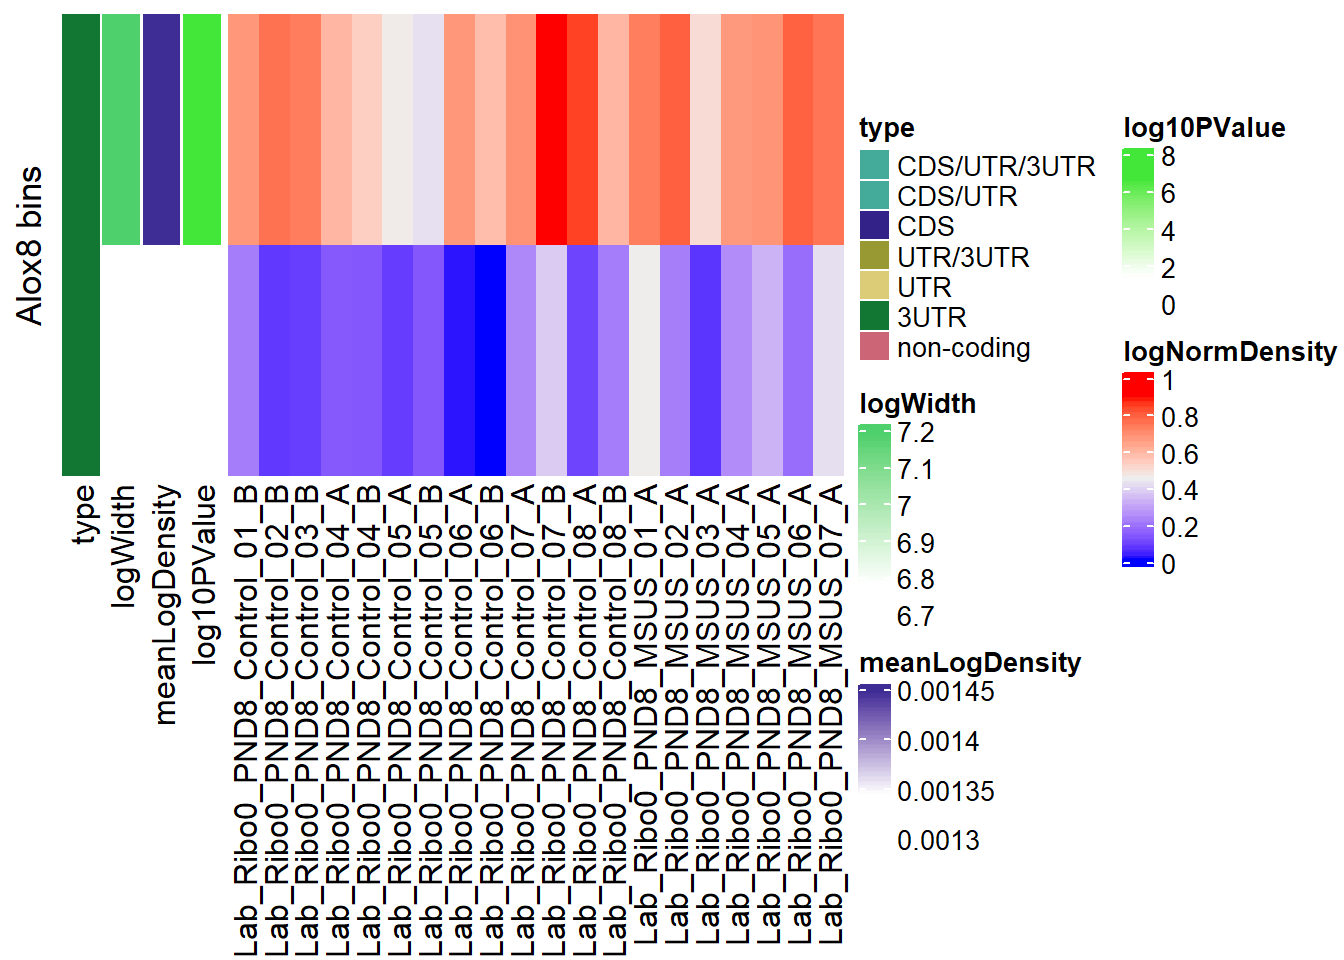 Alox8 bins
type
logWidth
meanLogDensity
log10PValue
Lab_Ribo0_PND8_Control_01_B
Lab_Ribo0_PND8_Control_02_B
Lab_Ribo0_PND8_Control_03_B
Lab_Ribo0_PND8_Control_04_A
Lab_Ribo0_PND8_Control_04_B
Lab_Ribo0_PND8_Control_05_A
Lab_Ribo0_PND8_Control_05_B
Lab_Ribo0_PND8_Control_06_A
Lab_Ribo0_PND8_Control_06_B
Lab_Ribo0_PND8_Control_07_A
Lab_Ribo0_PND8_Control_07_B
Lab_Ribo0_PND8_Control_08_A
Lab_Ribo0_PND8_Control_08_B
Lab_Ribo0_PND8_MSUS_01_A
Lab_Ribo0_PND8_MSUS_02_A
Lab_Ribo0_PND8_MSUS_03_A
Lab_Ribo0_PND8_MSUS_04_A
Lab_Ribo0_PND8_MSUS_05_A
Lab_Ribo0_PND8_MSUS_06_A
Lab_Ribo0_PND8_MSUS_07_A
type
CDS/UTR/3UTR
CDS/UTR
CDS
UTR/3UTR
UTR
3UTR
non-coding
logWidth
7.2
7.1
7
6.9
6.8
6.7
meanLogDensity
0.00145
0.0014
0.00135
0.0013
log10PValue
8
6
4
2
0
logNormDensity
1
0.8
0.6
0.4
0.2
0